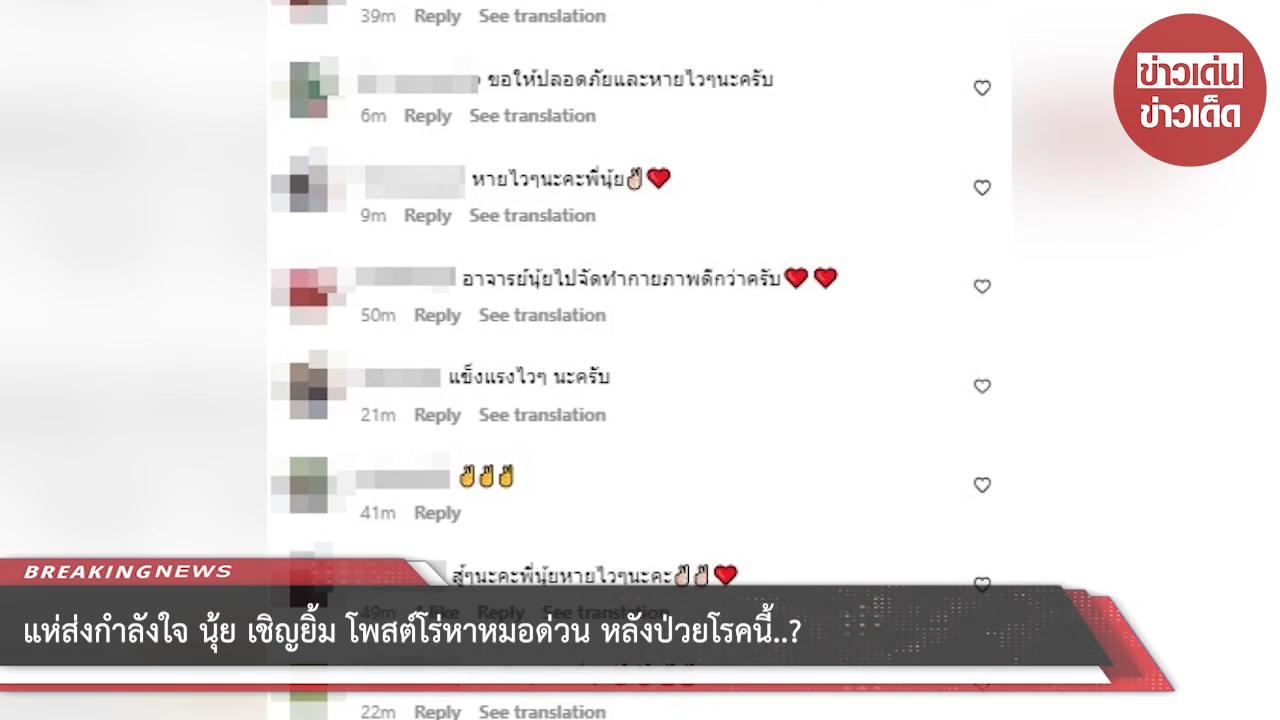 39m Reply See translation
ข่าวเด่น
ข่าวเด็ด
ขอให้ปลอดภัยและหายไวๆนะครับ
6m Reply See translation
หายไวๆนะคะพี่นุ้ย✌🏻❤️
9m Reply See translation
อาจารย์นุ้ยไปจัดทำกายภาพดีกว่าครับ❤️❤️
50m Reply See translation
แข็งแรงไวๆ นะครับ
21m Reply See translation
✌️✌️✌️
41m Reply
สู้ๆนะคะพี่นุ้ยหายไวๆนะคะ✌🏻✌🏻❤️
49m 1 like Reply See translation
BREAKING NEWS
แห่ส่งกำลังใจ นุ้ย เชิญยิ้ม โพสต์โร่หาหมอด่วน หลังป่วยโรคนี้..?
22m Reply See translation